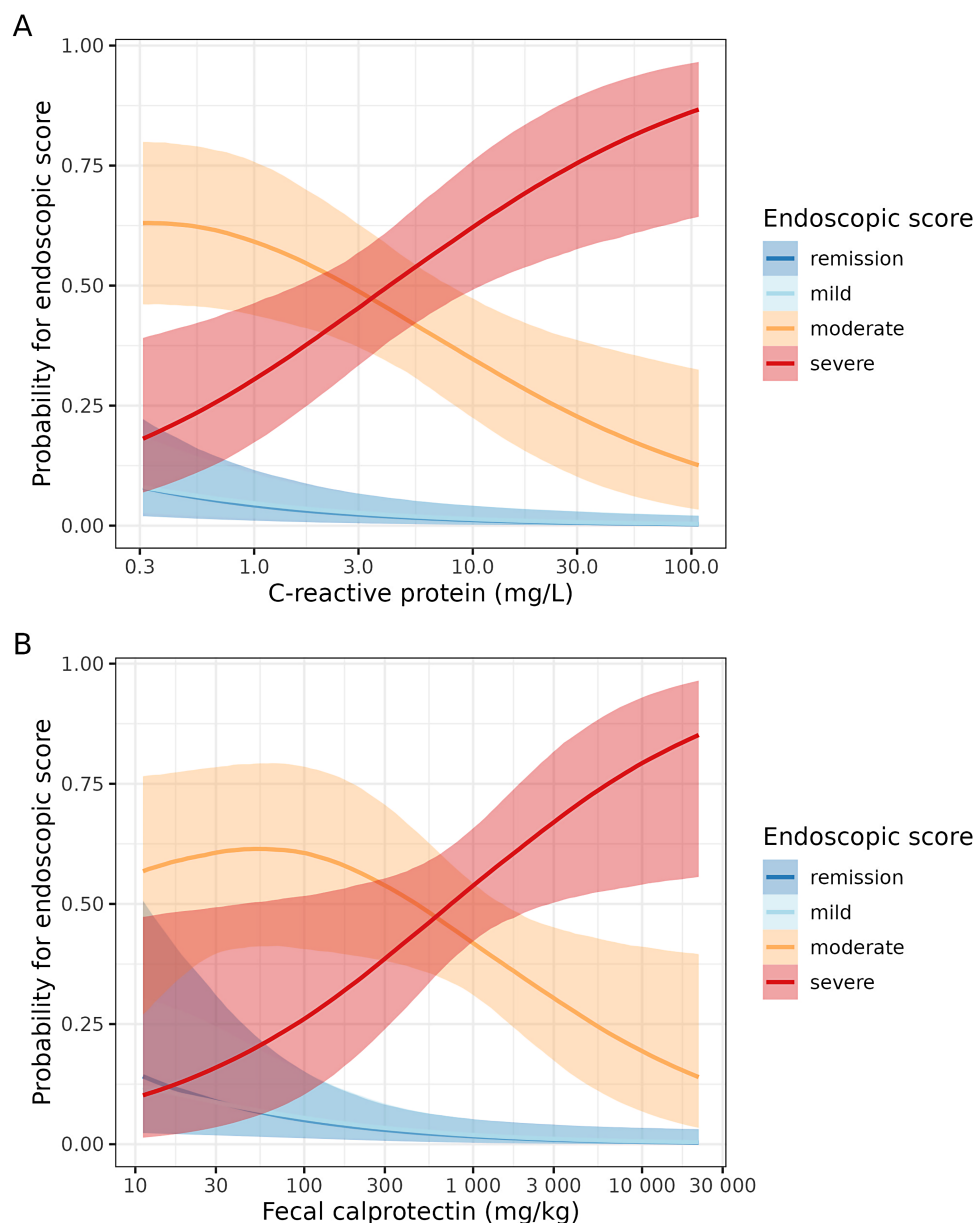 A
Probability for endoscopic score
1.00
0.75
0.50
0.25
0.00
0.3 1.0 3.0 10.0 30.0 100.0
C-reactive protein (mg/L)
Endoscopic score
remission
mild
moderate
severe
B
Probability for endoscopic score
1.00
0.75
0.50
0.25
0.00
10 30 100 300 1 000 3 000 10 000 30 000
Fecal calprotectin (mg/kg)
Endoscopic score
remission
mild
moderate
severe